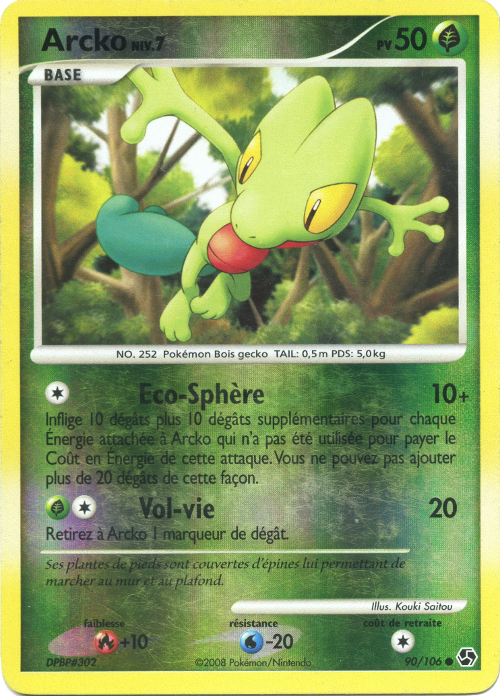 Arcko NIV.7 PV 50
BASE
NO. 252 Pokémon Bois gecko TAIL: 0,5 m PDS: 5,0 kg
Eco-Sphère 10+
Inflige 10 dégâts plus 10 dégâts supplémentaires pour chaque
Énergie attachée à Arcko qui n'a pas été utilisée pour payer le
Coût en Énergie de cette attaque. Vous ne pouvez pas ajouter
plus de 20 dégâts de cette façon.
Vol-vie 20
Retirez à Arcko 1 marqueur de dégât.
Ses plantes de pieds sont couvertes d'épines lui permettant de
marcher au mur et au plafond.
Illus. Kouki Saitou
faiblesse résistance coût de retraite
+10 -20
DPBP#302 ©2008 Pokémon/Nintendo 90/106